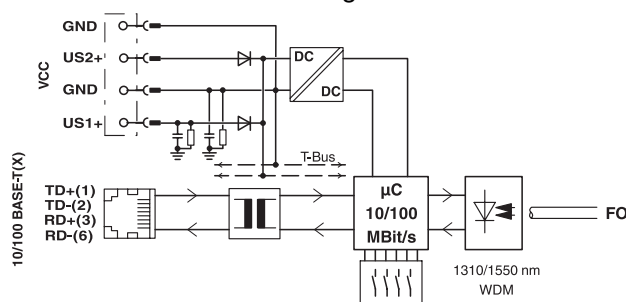 GND
US2+
GND
US1+
VCC
DC
DC
T-Bus
10/100 BASE-T(X)
TD+(1)
TD-(2)
RD+(3)
RD-(6)
µC
10/100
MBit/s
FO
1310/1550 nm
WDM